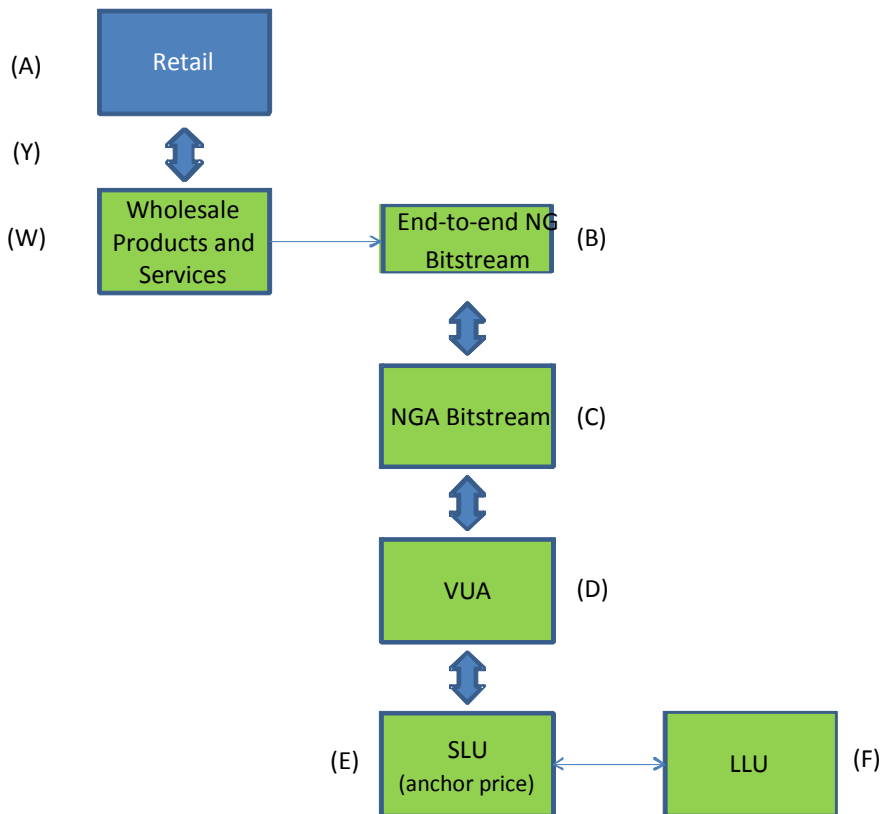 (A)
Retail
(Y)
(W)
Wholesale
Products and
Services
End-to-end NG
Bitstream
(B)
NGA Bitstream
(C)
VUA
(D)
(E)
SLU
(anchor price)
LLU
(F)